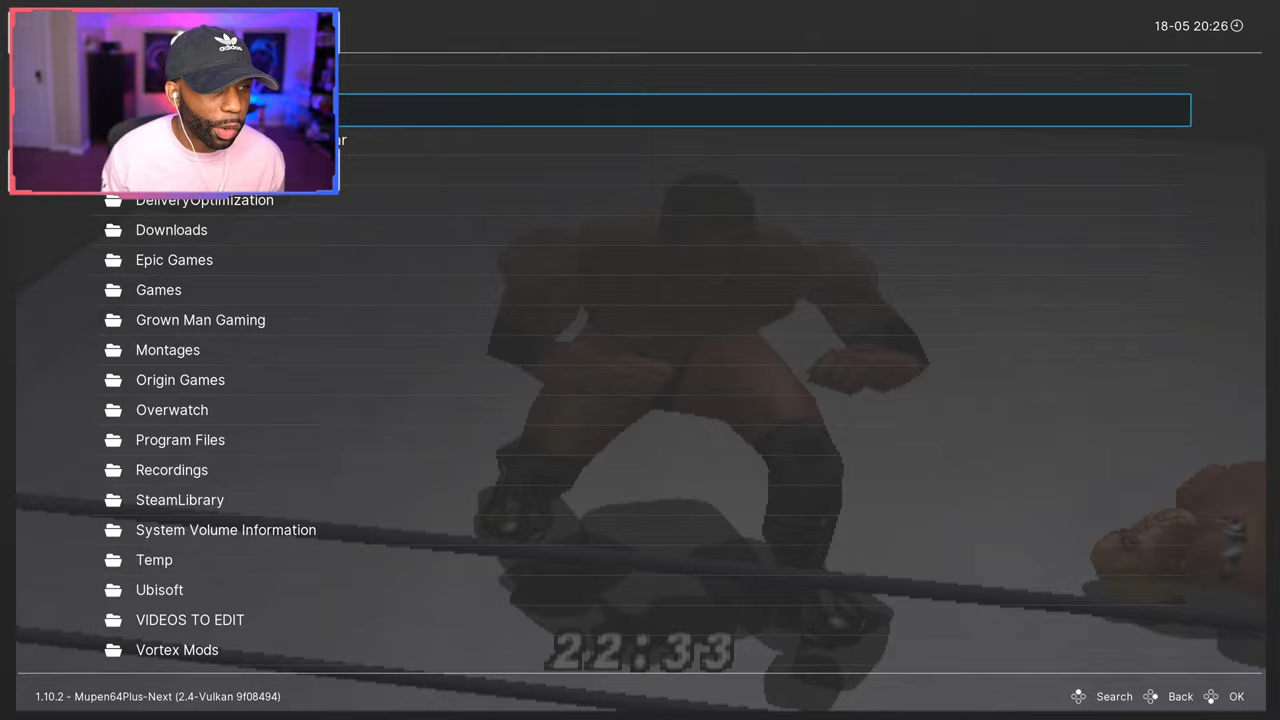 18-05 20:26
adidas
DeliveryOptimization
Downloads
Epic Games
Games
Grown Man Gaming
Montages
Origin Games
Overwatch
Program Files
Recordings
SteamLibrary
System Volume Information
Temp
Ubisoft
VIDEOS TO EDIT
Vortex Mods
22:33
1.10.2 - Mupen64Plus-Next (2.4-Vulkan 9f08494)
Search Back OK